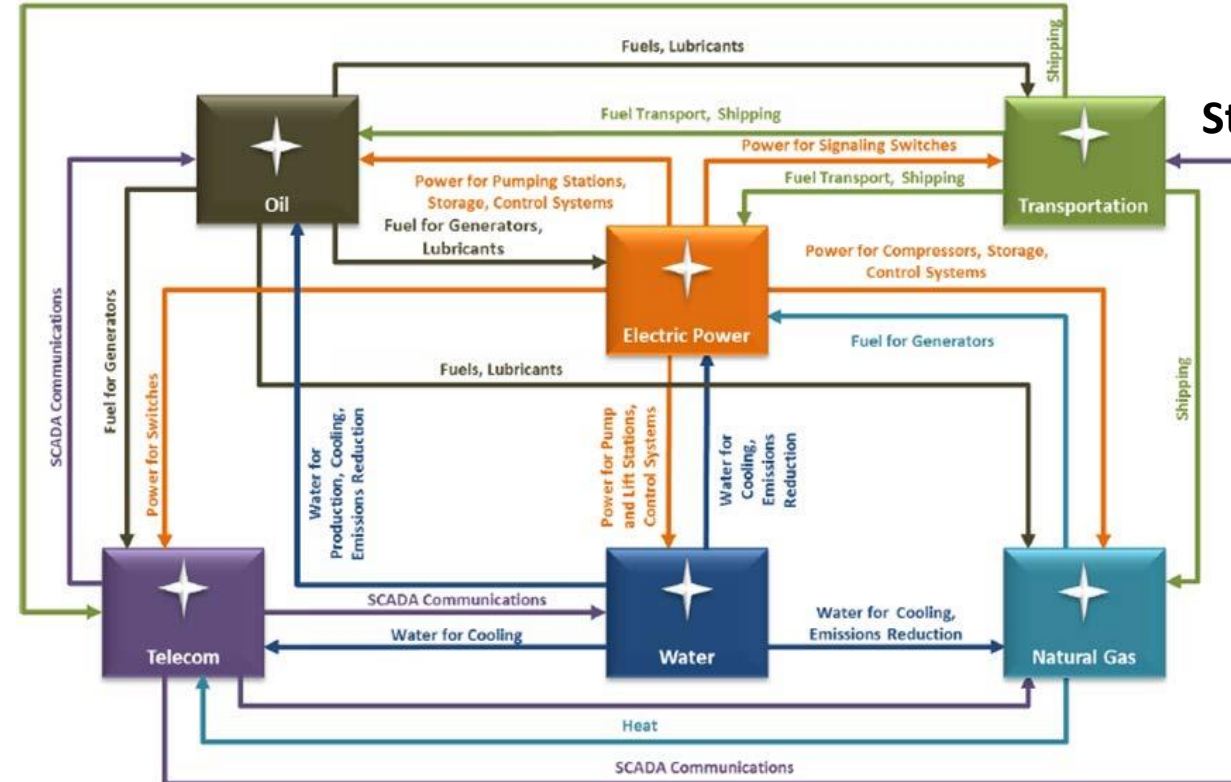 Fuels, Lubricants
Shipping
Fuel Transport, Shipping
St
Power for Signaling Switches
Power for Pumping Stations,
Storage, Control Systems
Fuel Transport, Shipping
Oil
Transportation
Fuel for Generators,
Lubricants
Power for Compressors, Storage,
Control Systems
Electric Power
Fuel for Generators
SCADA Communications
Fuel for Generators
Power for Switches
Fuels, Lubricants
Shipping
Water for
Production, Cooling,
Emissions Reduction
Power for Pump
and Lift Stations,
Control Systems
Water for
Cooling,
Emissions
Reduction
SCADA Communications
Water for Cooling
Water for Cooling,
Emissions Reduction
Telecom
Water
Natural Gas
Heat
SCADA Communications